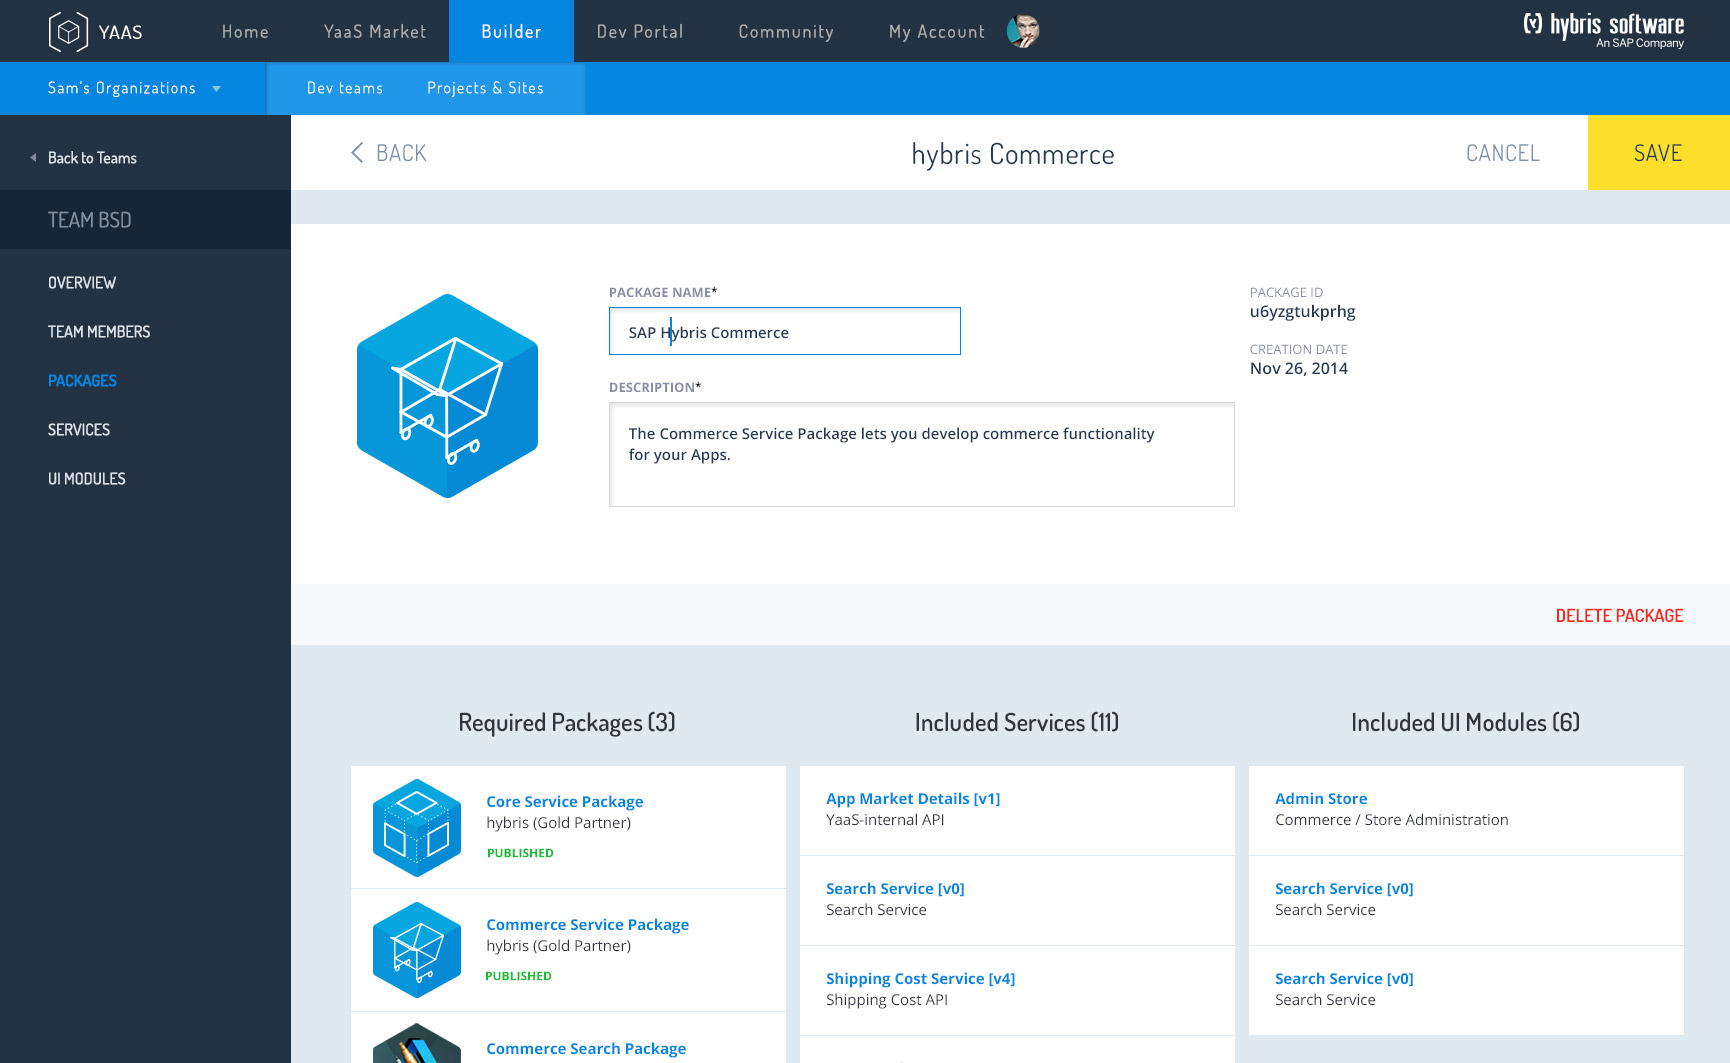 YAAS
Home
YaaS Market
Builder
Dev Portal
Community
My Account
(y) hybris software
An SAP Company
Sam's Organizations
Dev teams
Projects & Sites
Back to Teams
TEAM BSD
OVERVIEW
TEAM MEMBERS
PACKAGES
SERVICES
UI MODULES
BACK
hybris Commerce
CANCEL
SAVE
PACKAGE NAME*
SAP Hybris Commerce
DESCRIPTION*
The Commerce Service Package lets you develop commerce functionality
for your Apps.
PACKAGE ID
u6yzgtukprhg
CREATION DATE
Nov 26, 2014
DELETE PACKAGE
Required Packages (3)
Core Service Package
hybris (Gold Partner)
PUBLISHED
Commerce Service Package
hybris (Gold Partner)
PUBLISHED
Commerce Search Package
Included Services (11)
App Market Details [v1]
YaaS-internal API
Search Service [v0]
Search Service
Shipping Cost Service [v4]
Shipping Cost API
Included UI Modules (6)
Admin Store
Commerce / Store Administration
Search Service [v0]
Search Service
Search Service [v0]
Search Service